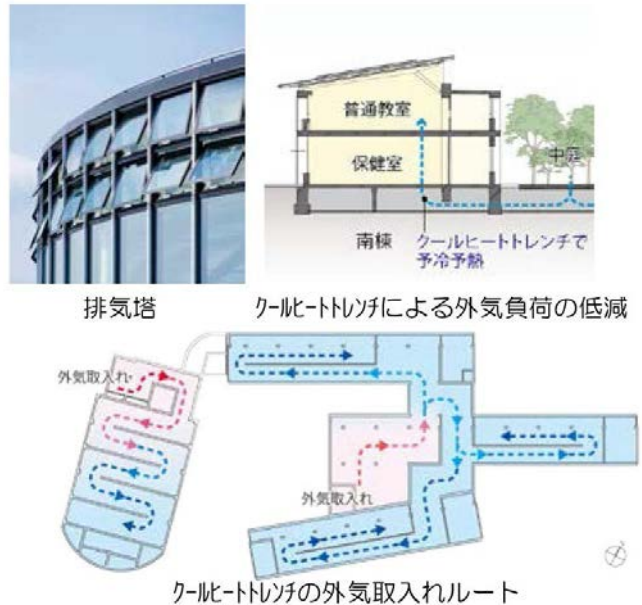 普通教室
保健室
中庭
南棟
クールヒートトレンチで
予冷予熱
排気塔
クールヒートトレンチによる外気負荷の低減
外気取入れ
外気取入れ
クールヒートトレンチの外気取入れルート